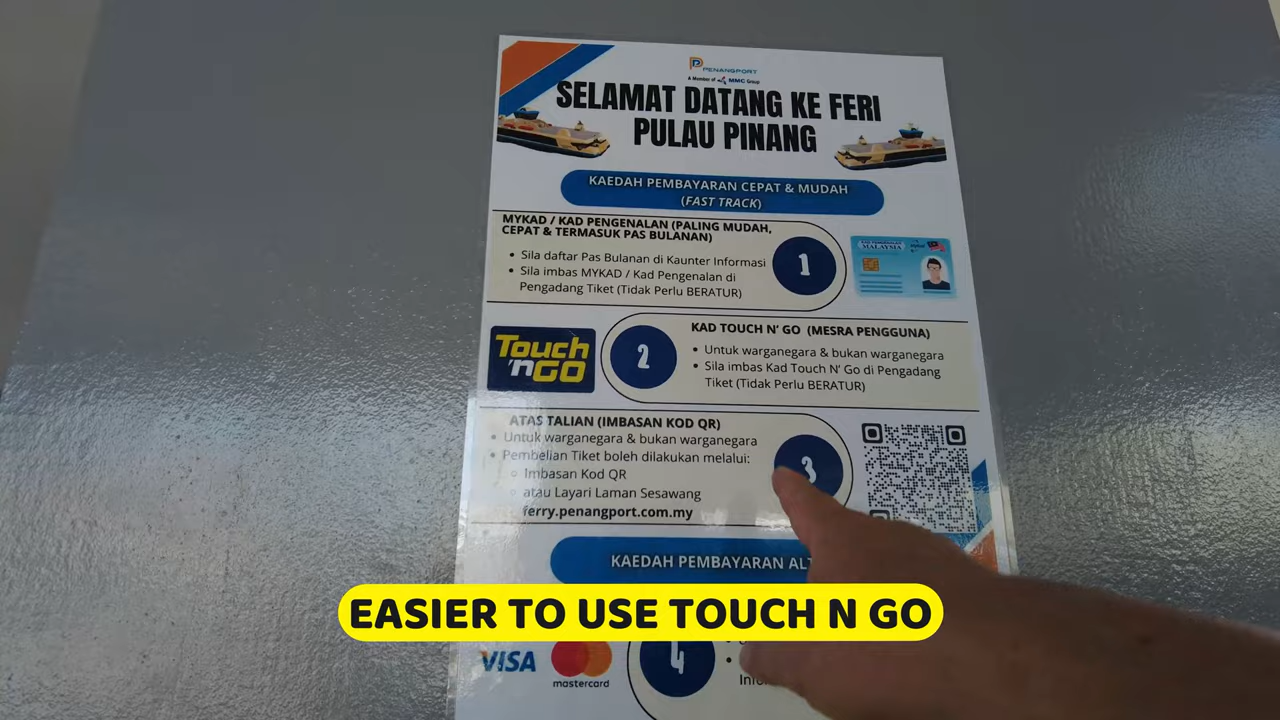 PENANGPORT
A Member of MMC Group
SELAMAT DATANG KE FERI
PULAU PINANG
KAEDAH PEMBAYARAN CEPAT & MUDAH
(FAST TRACK)
MYKAD / KAD PENGENALAN (PALING MUDAH,
CEPAT & TERMASUK PAS BULANAN)
• Sila daftar Pas Bulanan di Kaunter Informasi
• Sila imbas MYKAD / Kad Pengenalan di
Pengadang Tiket (Tidak Perlu BERATUR)
1
KAD PENGENALAN
MALAYSIA
Touch
'nGO
2
KAD TOUCH N' GO (MESRA PENGGUNA)
• Untuk warganegara & bukan warganegara
• Sila imbas Kad Touch N' Go di Pengadang
Tiket (Tidak Perlu BERATUR)
ATAS TALIAN (IMBASAN KOD QR)
• Untuk warganegara & bukan warganegara
• Pembelian Tiket boleh dilakukan melalui:
○ Imbasan Kod QR
○ atau Layari Laman Sesawang
ferry.penangport.com.my
3
KAEDAH PEMBAYARAN
EASIER TO USE TOUCH N GO
VISA
mastercard
4